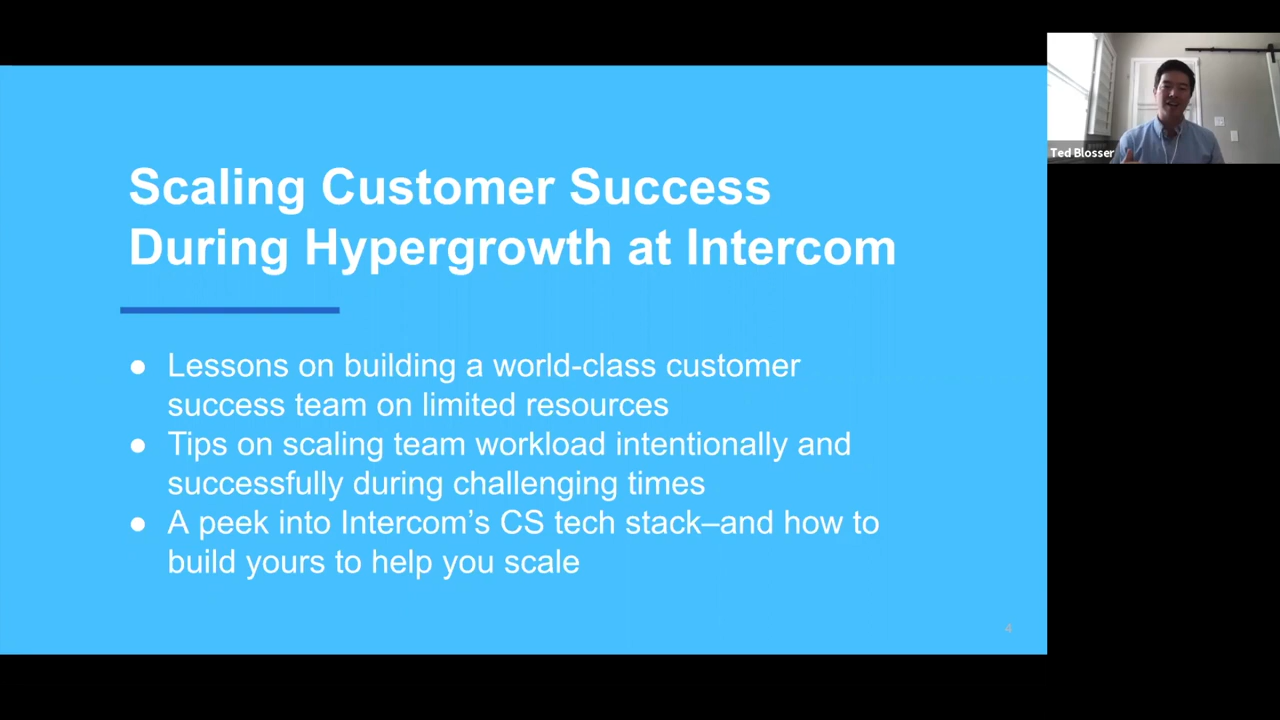 Scaling Customer Success
During Hypergrowth at Intercom
● Lessons on building a world-class customer
success team on limited resources
● Tips on scaling team workload intentionally and
successfully during challenging times
● A peek into Intercom’s CS tech stack–and how to
build yours to help you scale
4
Ted Blosser